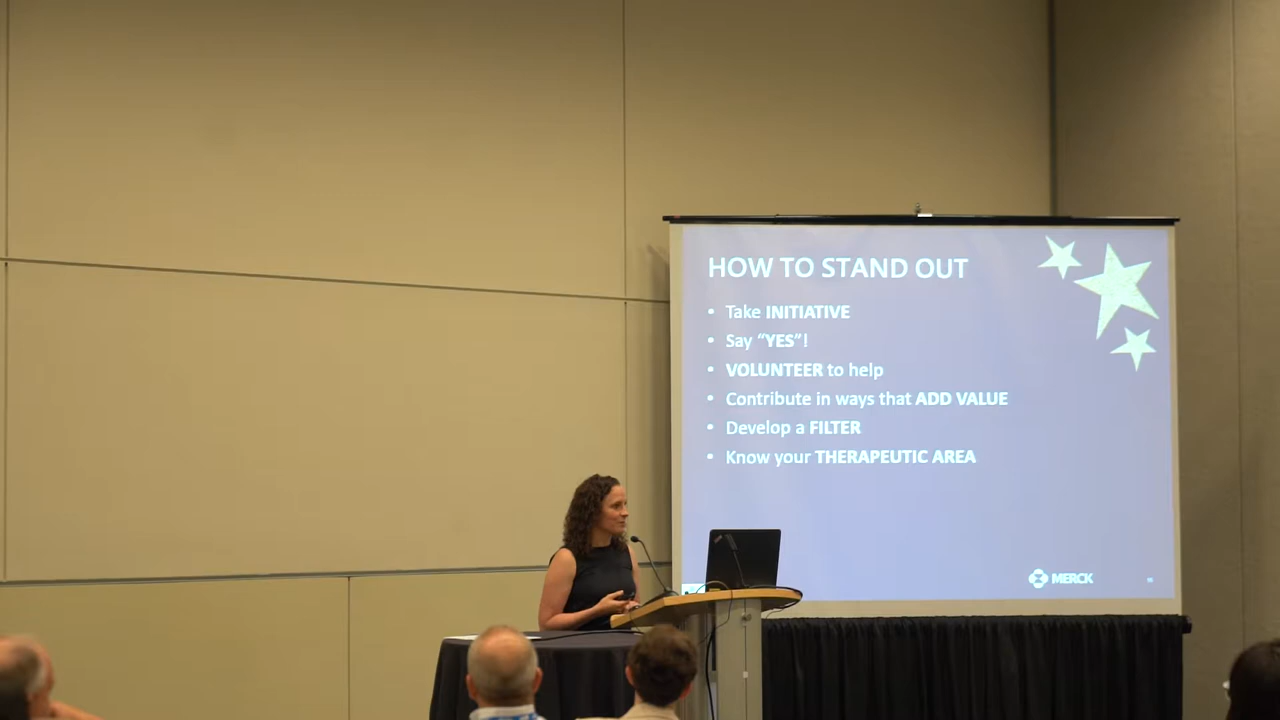 HOW TO STAND OUT
• Take INITIATIVE
• Say “YES”!
• VOLUNTEER to help
• Contribute in ways that ADD VALUE
• Develop a FILTER
• Know your THERAPEUTIC AREA
MERCK